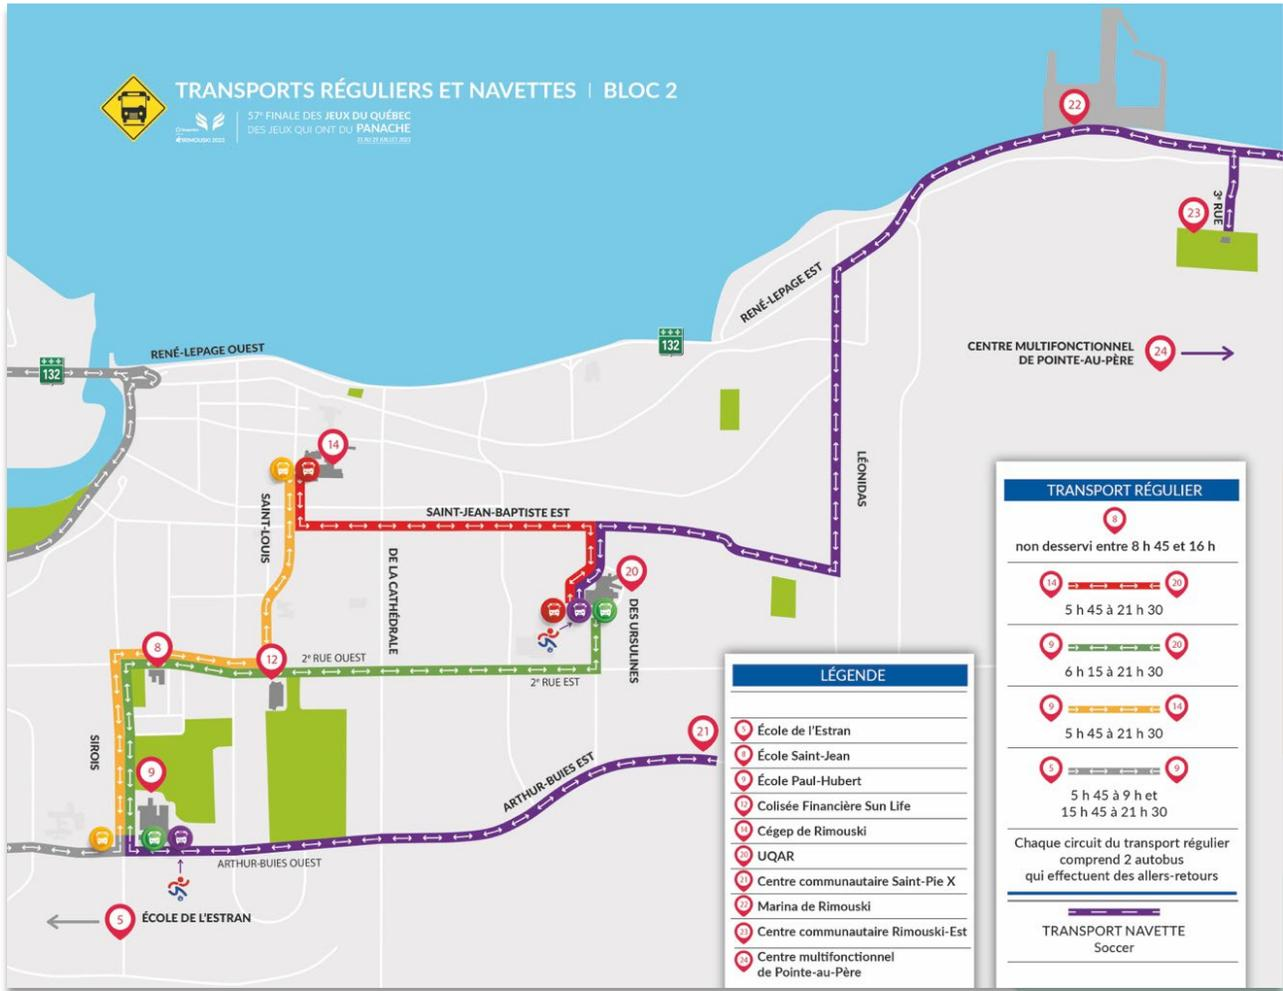 TRANSPORTS RÉGULIERS ET NAVETTES | BLOC 2
57e FINALE DES JEUX DU QUÉBEC
DES JEUX QUI ONT DU PANACHE
RIMOUSKI 2023
22
3e RUE
23
RENÉ-LEPAGE EST
132
CENTRE MULTIFONCTIONNEL
DE POINTE-AU-PÈRE
24
RENÉ-LEPAGE OUEST
132
14
SAINT-LOUIS
SAINT-JEAN-BAPTISTE EST
LÉONIDAS
DE LA CATHÉDRALE
20
DES URSULINES
8
12
2e RUE OUEST
2e RUE EST
SIROIS
9
21
ARTHUR-BUIES EST
ARTHUR-BUIES OUEST
5
ÉCOLE DE L'ESTRAN
LÉGENDE
5 École de l'Estran
8 École Saint-Jean
9 École Paul-Hubert
12 Colisée Financière Sun Life
14 Cégep de Rimouski
20 UQAR
21 Centre communautaire Saint-Pie X
22 Marina de Rimouski
23 Centre communautaire Rimouski-Est
24 Centre multifonctionnel
de Pointe-au-Père
TRANSPORT RÉGULIER
8
non desservi entre 8 h 45 et 16 h
14 20
5 h 45 à 21 h 30
9 20
6 h 15 à 21 h 30
9 14
5 h 45 à 21 h 30
5 9
5 h 45 à 9 h et
15 h 45 à 21 h 30
Chaque circuit du transport régulier
comprend 2 autobus
qui effectuent des allers-retours
TRANSPORT NAVETTE
Soccer